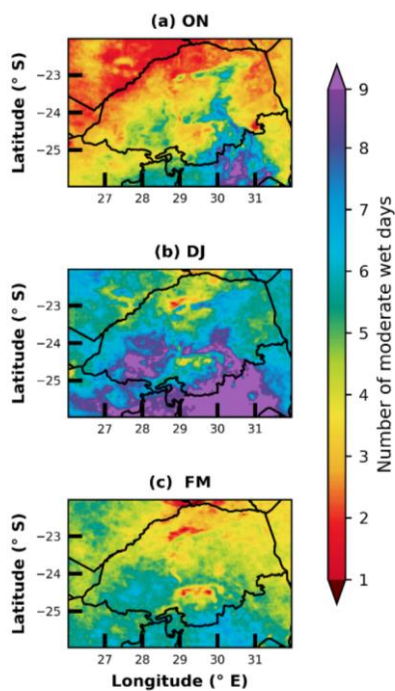 (a) ON
Latitude (° S)
−23
−24
−25
27 28 29 30 31
(b) DJ
Latitude (° S)
−23
−24
−25
27 28 29 30 31
(c) FM
Latitude (° S)
−23
−24
−25
27 28 29 30 31
Longitude (° E)
9
8
7
6
5
4
3
2
1
Number of moderate wet days